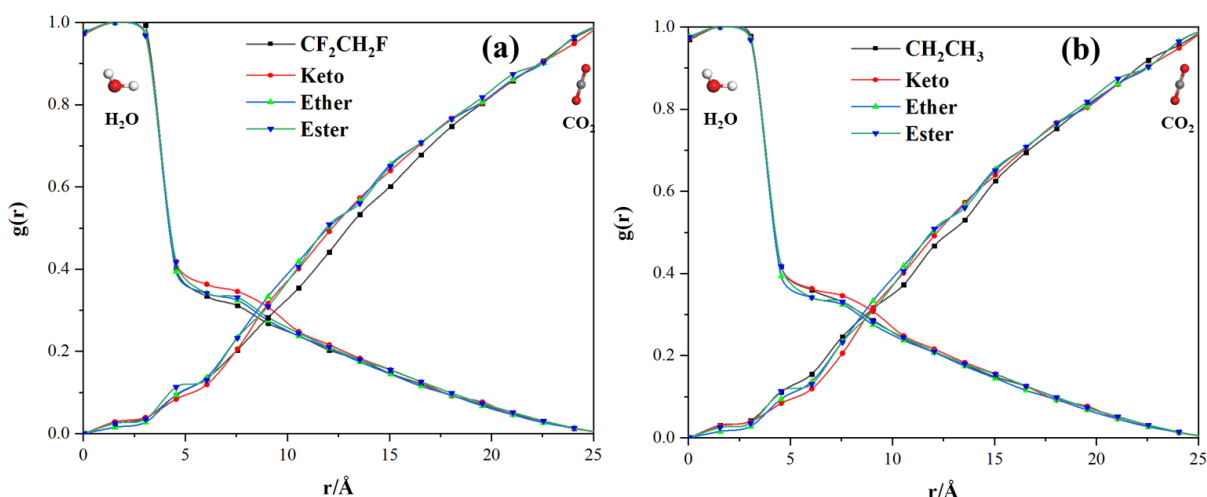 1.0
0.8
0.6
0.4
0.2
0.0
g(r)
0
5
10
15
20
25
r/Å
(a)
CF₂CH₂F
Keto
Ether
Ester
H₂O
CO₂
1.0
0.8
0.6
0.4
0.2
0.0
g(r)
0
5
10
15
20
25
r/Å
(b)
CH₂CH₃
Keto
Ether
Ester
H₂O
CO₂